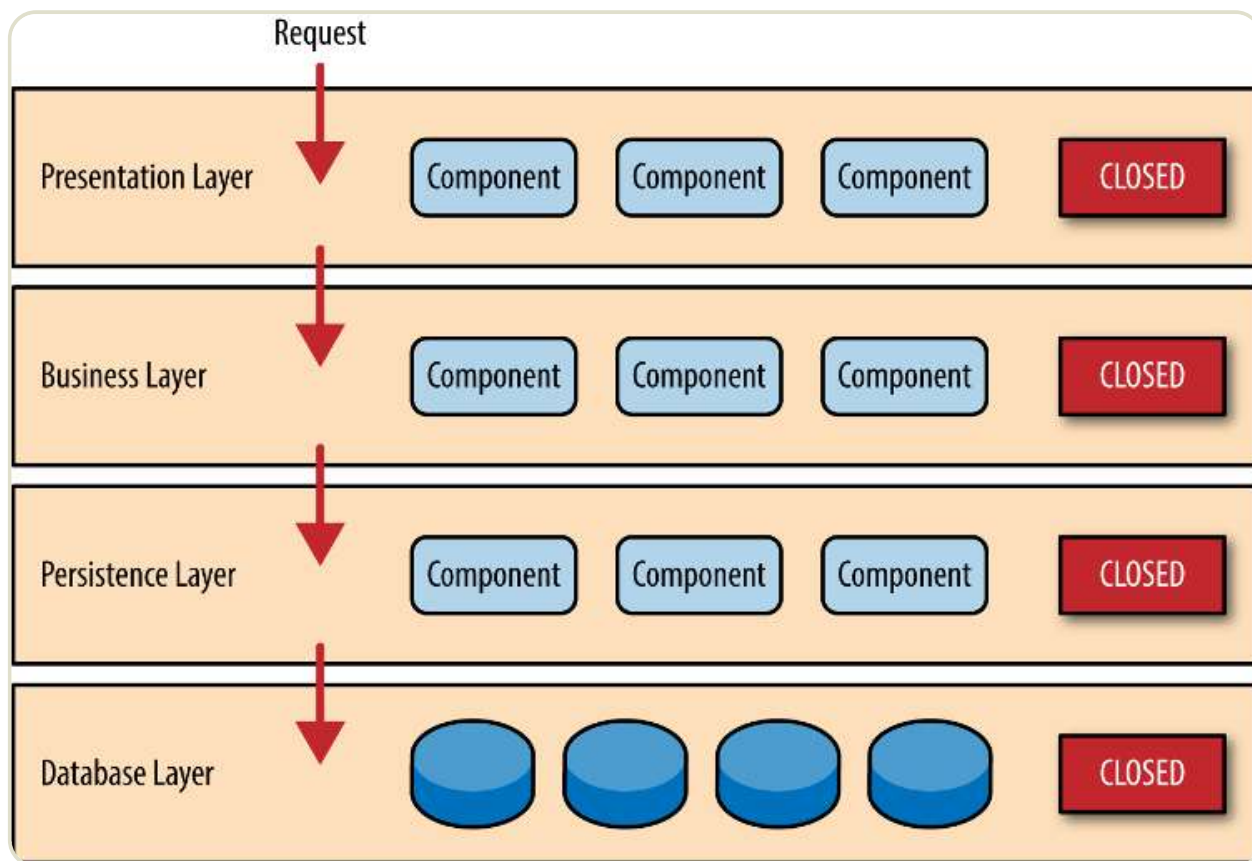 Request
Presentation Layer Component Component Component CLOSED
Business Layer Component Component Component CLOSED
Persistence Layer Component Component Component CLOSED
Database Layer CLOSED